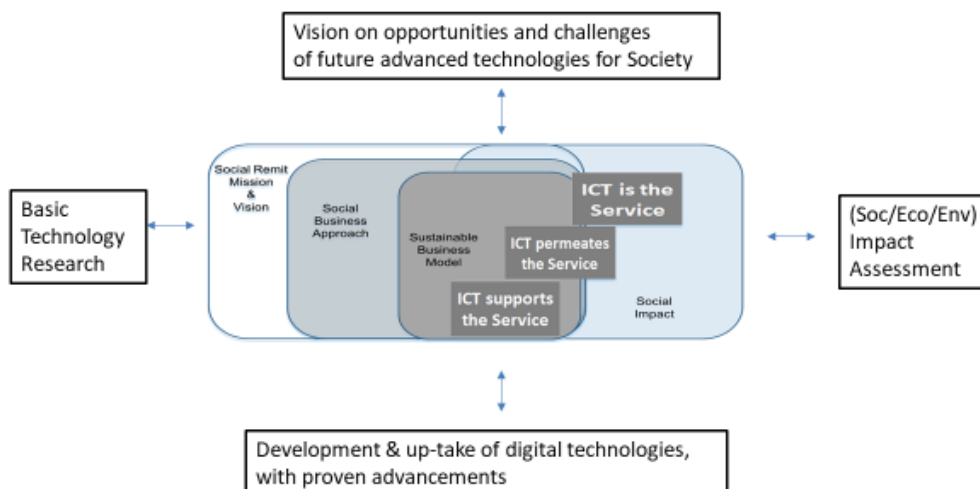 Vision on opportunities and challenges
of future advanced technologies for Society
Social Remit
Mission
&
Vision
Social
Business
Approach
Sustainable
Business
Model
ICT is the
Service
ICT permeates
the Service
ICT supports
the Service
Social
Impact
Basic
Technology
Research
(Soc/Eco/Env)
Impact
Assessment
Development & up-take of digital technologies,
with proven advancements